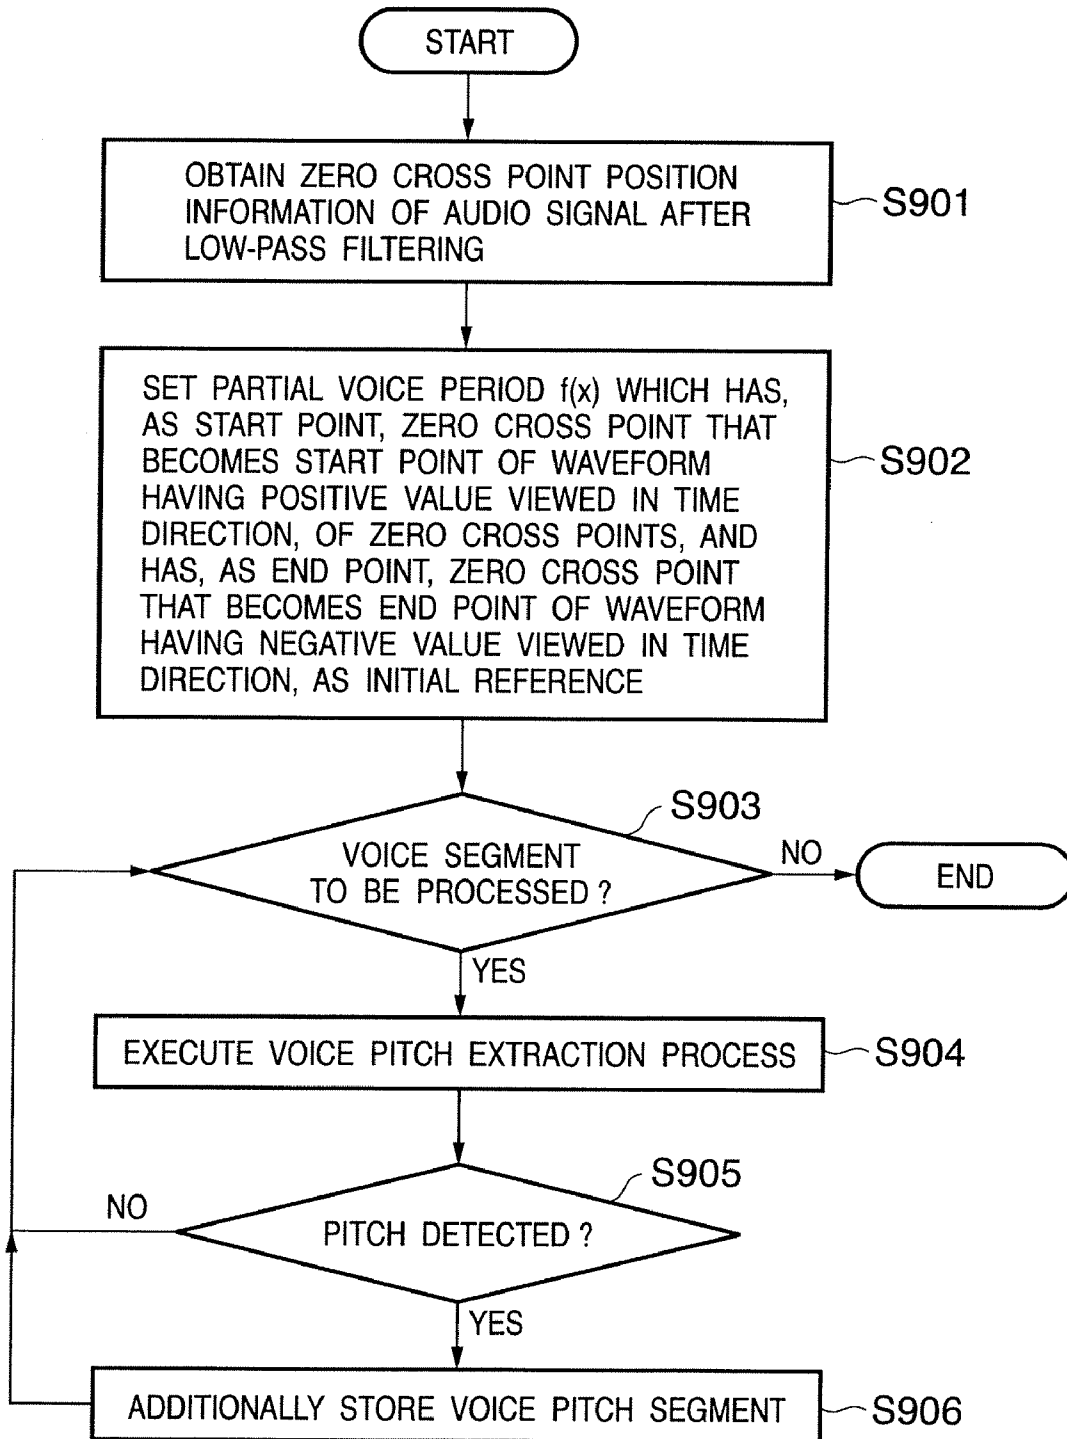 START
OBTAIN ZERO CROSS POINT POSITION
INFORMATION OF AUDIO SIGNAL AFTER
LOW-PASS FILTERING
S901
SET PARTIAL VOICE PERIOD f(x) WHICH HAS,
AS START POINT, ZERO CROSS POINT THAT
BECOMES START POINT OF WAVEFORM
HAVING POSITIVE VALUE VIEWED IN TIME
DIRECTION, OF ZERO CROSS POINTS, AND
HAS, AS END POINT, ZERO CROSS POINT
THAT BECOMES END POINT OF WAVEFORM
HAVING NEGATIVE VALUE VIEWED IN TIME
DIRECTION, AS INITIAL REFERENCE
S902
S903
VOICE SEGMENT
TO BE PROCESSED ?
NO
END
YES
EXECUTE VOICE PITCH EXTRACTION PROCESS
S904
S905
NO
PITCH DETECTED ?
YES
ADDITIONALLY STORE VOICE PITCH SEGMENT
S906